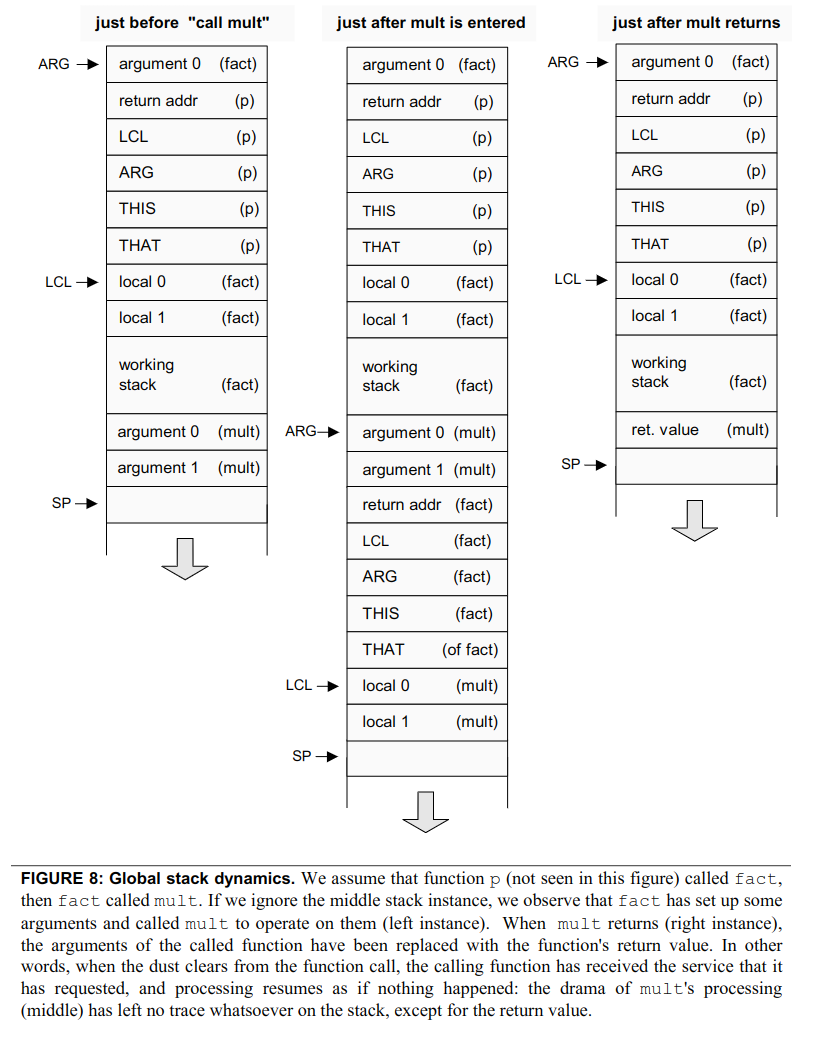 just before "call mult"
ARG
argument 0 (fact)
return addr (p)
LCL (p)
ARG (p)
THIS (p)
THAT (p)
LCL
local 0 (fact)
local 1 (fact)
working
stack (fact)
argument 0 (mult)
argument 1 (mult)
SP
just after mult is entered
argument 0 (fact)
return addr (p)
LCL (p)
ARG (p)
THIS (p)
THAT (p)
local 0 (fact)
local 1 (fact)
working
stack (fact)
ARG
argument 0 (mult)
argument 1 (mult)
return addr (fact)
LCL (fact)
ARG (fact)
THIS (fact)
THAT (of fact)
LCL
local 0 (mult)
local 1 (mult)
SP
just after mult returns
ARG
argument 0 (fact)
return addr (p)
LCL (p)
ARG (p)
THIS (p)
THAT (p)
LCL
local 0 (fact)
local 1 (fact)
working
stack (fact)
ret. value (mult)
SP
FIGURE 8: Global stack dynamics. We assume that function p (not seen in this figure) called fact,
then fact called mult. If we ignore the middle stack instance, we observe that fact has set up some
arguments and called mult to operate on them (left instance). When mult returns (right instance),
the arguments of the called function have been replaced with the function's return value. In other
words, when the dust clears from the function call, the calling function has received the service that it
has requested, and processing resumes as if nothing happened: the drama of mult's processing
(middle) has left no trace whatsoever on the stack, except for the return value.